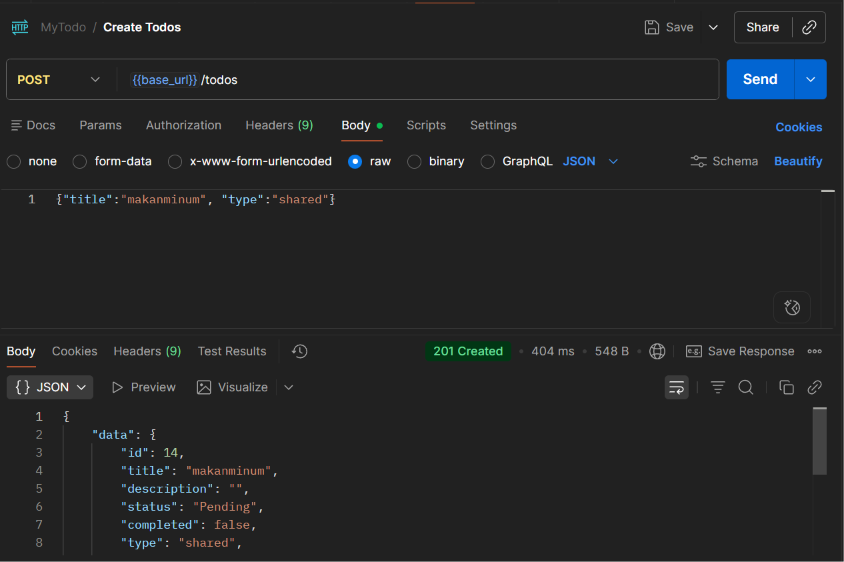 HTTP MyTodo / Create Todos Save Share
POST {{base_url}} /todos Send
Docs Params Authorization Headers (9) Body Scripts Settings Cookies
none form-data x-www-form-urlencoded raw binary GraphQL JSON Schema Beautify
1 {"title":"makanminum", "type":"shared"}
Body Cookies Headers (9) Test Results 201 Created • 404 ms • 548 B • e.g. Save Response
{} JSON Preview Visualize
1 {
2 "data": {
3 "id": 14,
4 "title": "makanminum",
5 "description": "",
6 "status": "Pending",
7 "completed": false,
8 "type": "shared",